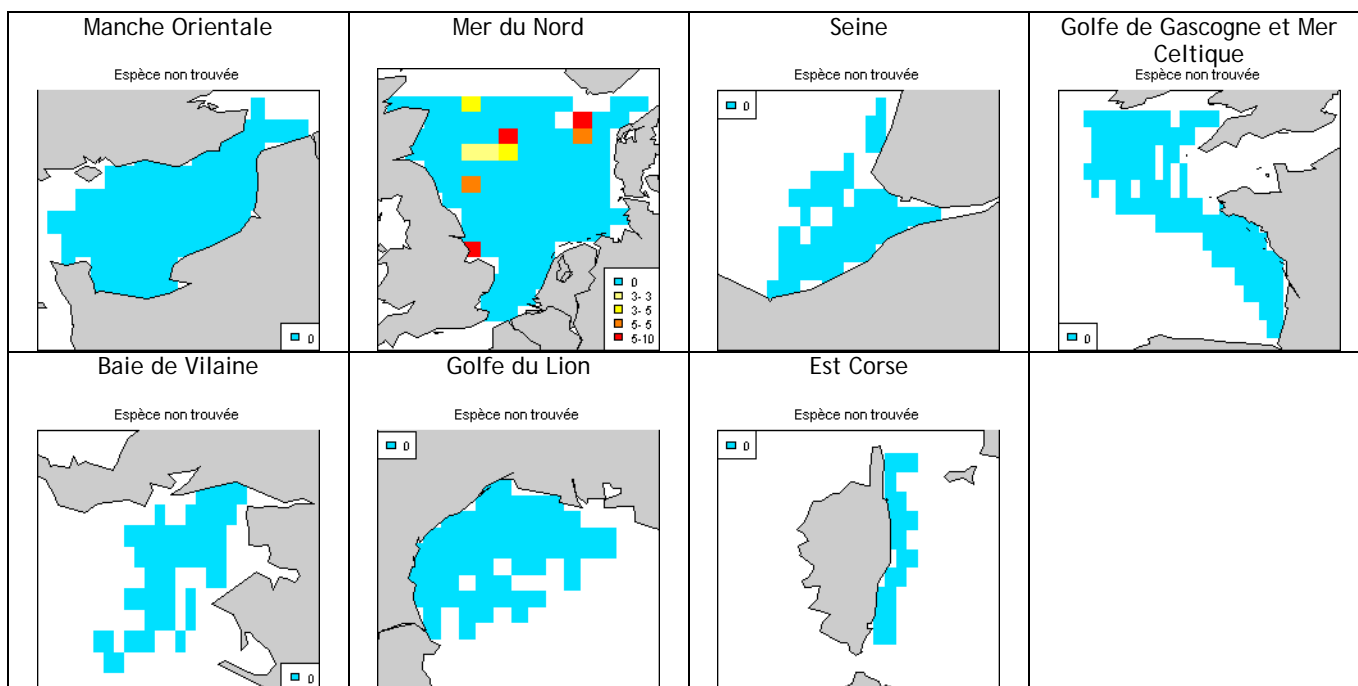 Manche Orientale
Espèce non trouvée
0
Mer du Nord
0
3- 3
3- 5
5- 5
5-10
Seine
Espèce non trouvée
0
Golfe de Gascogne et Mer
Celtique
Espèce non trouvée
0
Baie de Vilaine
Espèce non trouvée
0
Golfe du Lion
Espèce non trouvée
0
Est Corse
Espèce non trouvée
0